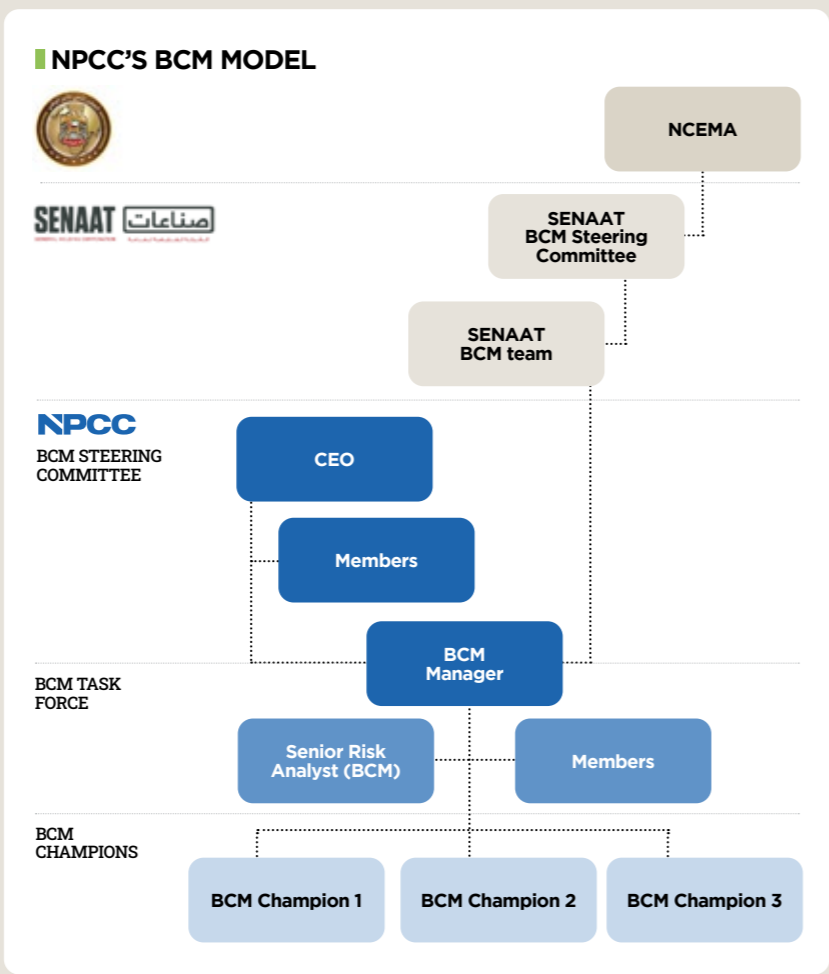 NPCC'S BCM MODEL
NCEMA
SENAAT صناعات
SENAAT
BCM Steering
Committee
SENAAT
BCM team
NPCC
BCM STEERING
COMMITTEE
CEO
Members
BCM
Manager
BCM TASK
FORCE
Senior Risk
Analyst (BCM)
Members
BCM
CHAMPIONS
BCM Champion 1
BCM Champion 2
BCM Champion 3